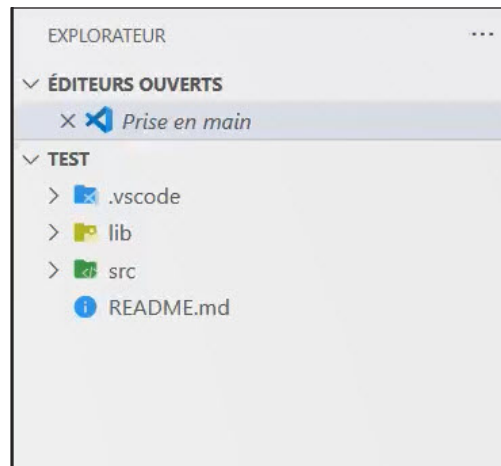 EXPLORATEUR ...
ÉDITEURS OUVERTS
Prise en main
TEST
.vscode
lib
src
README.md